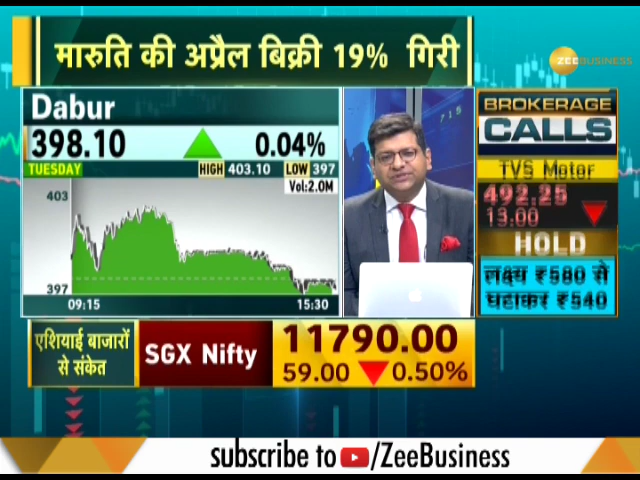 मारुति की अप्रैल बिक्री 19% गिरी
ZEEBUSINESS
Dabur
398.10 0.04%
TUESDAY HIGH 403.10 LOW 397
Vol:2.0M
403
397
09:15 15:30
715
BROKERAGE
CALLS
TVS Motor
492.25
13.00
HOLD
लक्ष्य ₹580 से
घटाकर ₹540
एशियाई बाजारों
से संकेत
SGX Nifty
11790.00
59.00 0.50%
subscribe to /ZeeBusiness